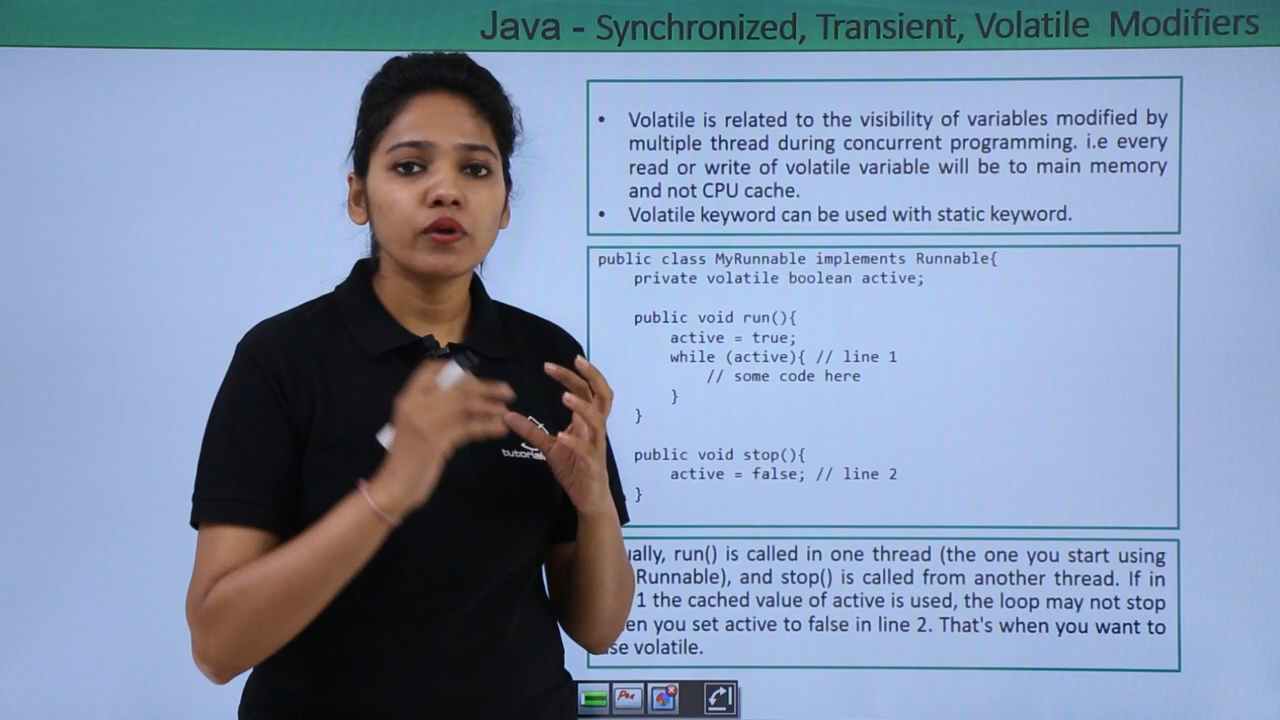 Java - Synchronized, Transient, Volatile Modifiers
• Volatile is related to the visibility of variables modified by
multiple thread during concurrent programming. i.e every
read or write of volatile variable will be to main memory
and not CPU cache.
• Volatile keyword can be used with static keyword.
public class MyRunnable implements Runnable{
private volatile boolean active;
public void run(){
active = true;
while (active){ // line 1
// some code here
}
}
public void stop(){
active = false; // line 2
}
run() is called in one thread (the one you start using
Runnable), and stop() is called from another thread. If in
1 the cached value of active is used, the loop may not stop
you set active to false in line 2. That's when you want to
volatile.